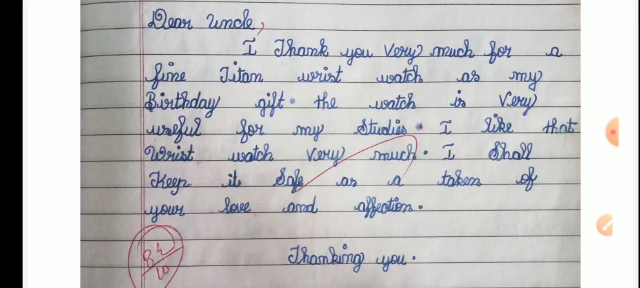 Dear Uncle,
I Thank you very much for a
fine Titan wrist watch as my
Birthday gift. the watch is very
useful for my Studies. I like that
Wrist watch very much. I Shall
Keep it Safe as a taken of
your love and affection.
Thanking you.